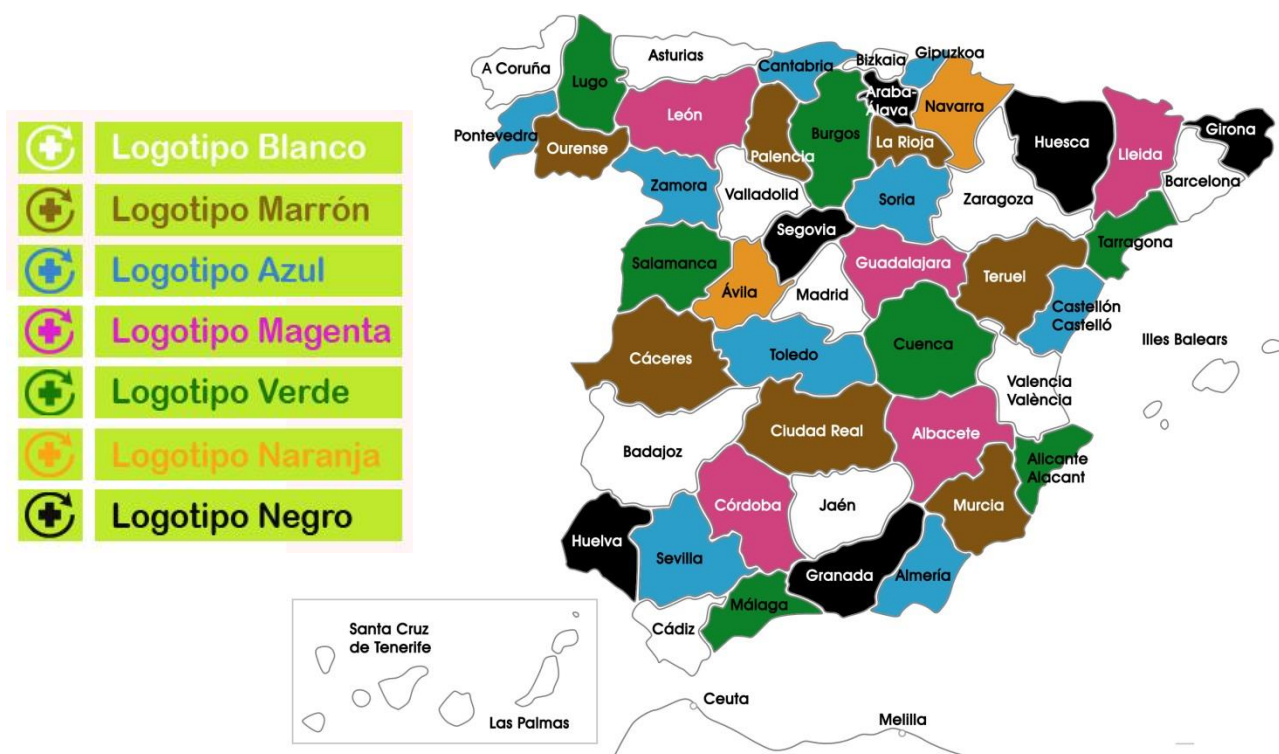 Logotipo Blanco
Logotipo Marrón
Logotipo Azul
Logotipo Magenta
Logotipo Verde
Logotipo Naranja
Logotipo Negro
A Coruña
Lugo
Asturias
Cantabria
Bizkaia
Gipuzkoa
Araba-
Álava
Navarra
Pontevedra
Ourense
León
Palencia
Burgos
La Rioja
Huesca
Lleida
Girona
Barcelona
Zamora
Valladolid
Soria
Zaragoza
Segovia
Tarragona
Salamanca
Ávila
Madrid
Guadalajara
Teruel
Castellón
Castelló
Cáceres
Toledo
Cuenca
Illes Balears
Valencia
València
Badajoz
Ciudad Real
Albacete
Alicante
Alacant
Córdoba
Jaén
Murcia
Huelva
Sevilla
Granada
Almería
Málaga
Cádiz
Santa Cruz
de Tenerife
Las Palmas
Ceuta
Melilla